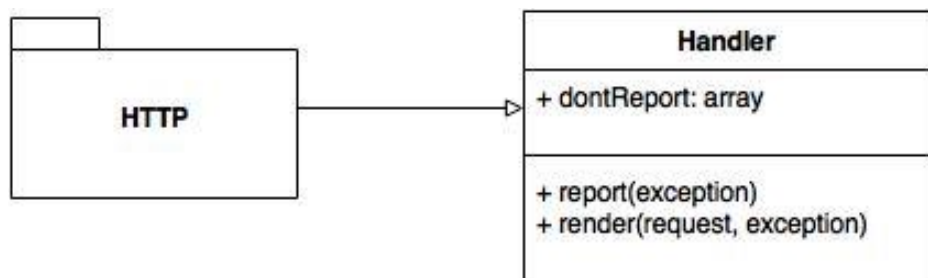 HTTP
Handler
+ dontReport: array
+ report(exception)
+ render(request, exception)